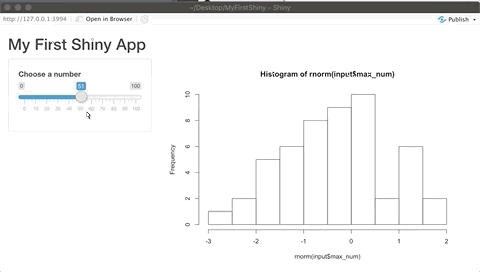 ~/Desktop/MyFirstShiny - Shiny
http://127.0.0.1:3994
Open in Browser
Publish
My First Shiny App
Choose a number
0
51
100
0 10 20 30 40 50 60 70 80 90 100
Histogram of rnorm(input$max_num)
Frequency
10
8
6
4
2
0
-3 -2 -1 0 1 2
rnorm(input$max_num)